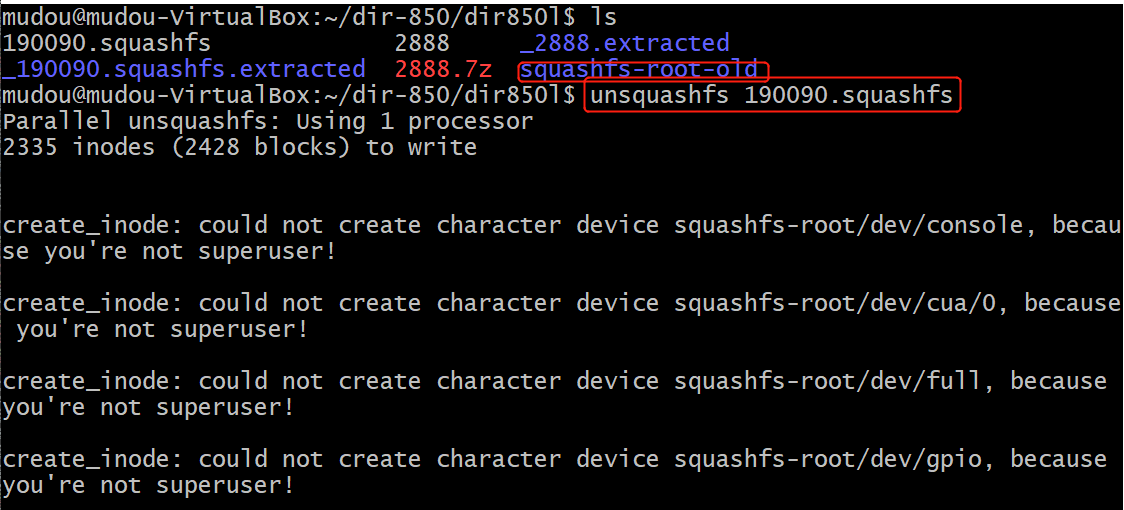 mudou@mudou-VirtualBox:~/dir-850/dir850l$ ls
190090.squashfs 2888 _2888.extracted
_190090.squashfs.extracted 2888.7z squashfs-root-old
mudou@mudou-VirtualBox:~/dir-850/dir850l$ unsquashfs 190090.squashfs
Parallel unsquashfs: Using 1 processor
2335 inodes (2428 blocks) to write
create_inode: could not create character device squashfs-root/dev/console, becau
se you're not superuser!
create_inode: could not create character device squashfs-root/dev/cua/0, because
 you're not superuser!
create_inode: could not create character device squashfs-root/dev/full, because
you're not superuser!
create_inode: could not create character device squashfs-root/dev/gpio, because
you're not superuser!